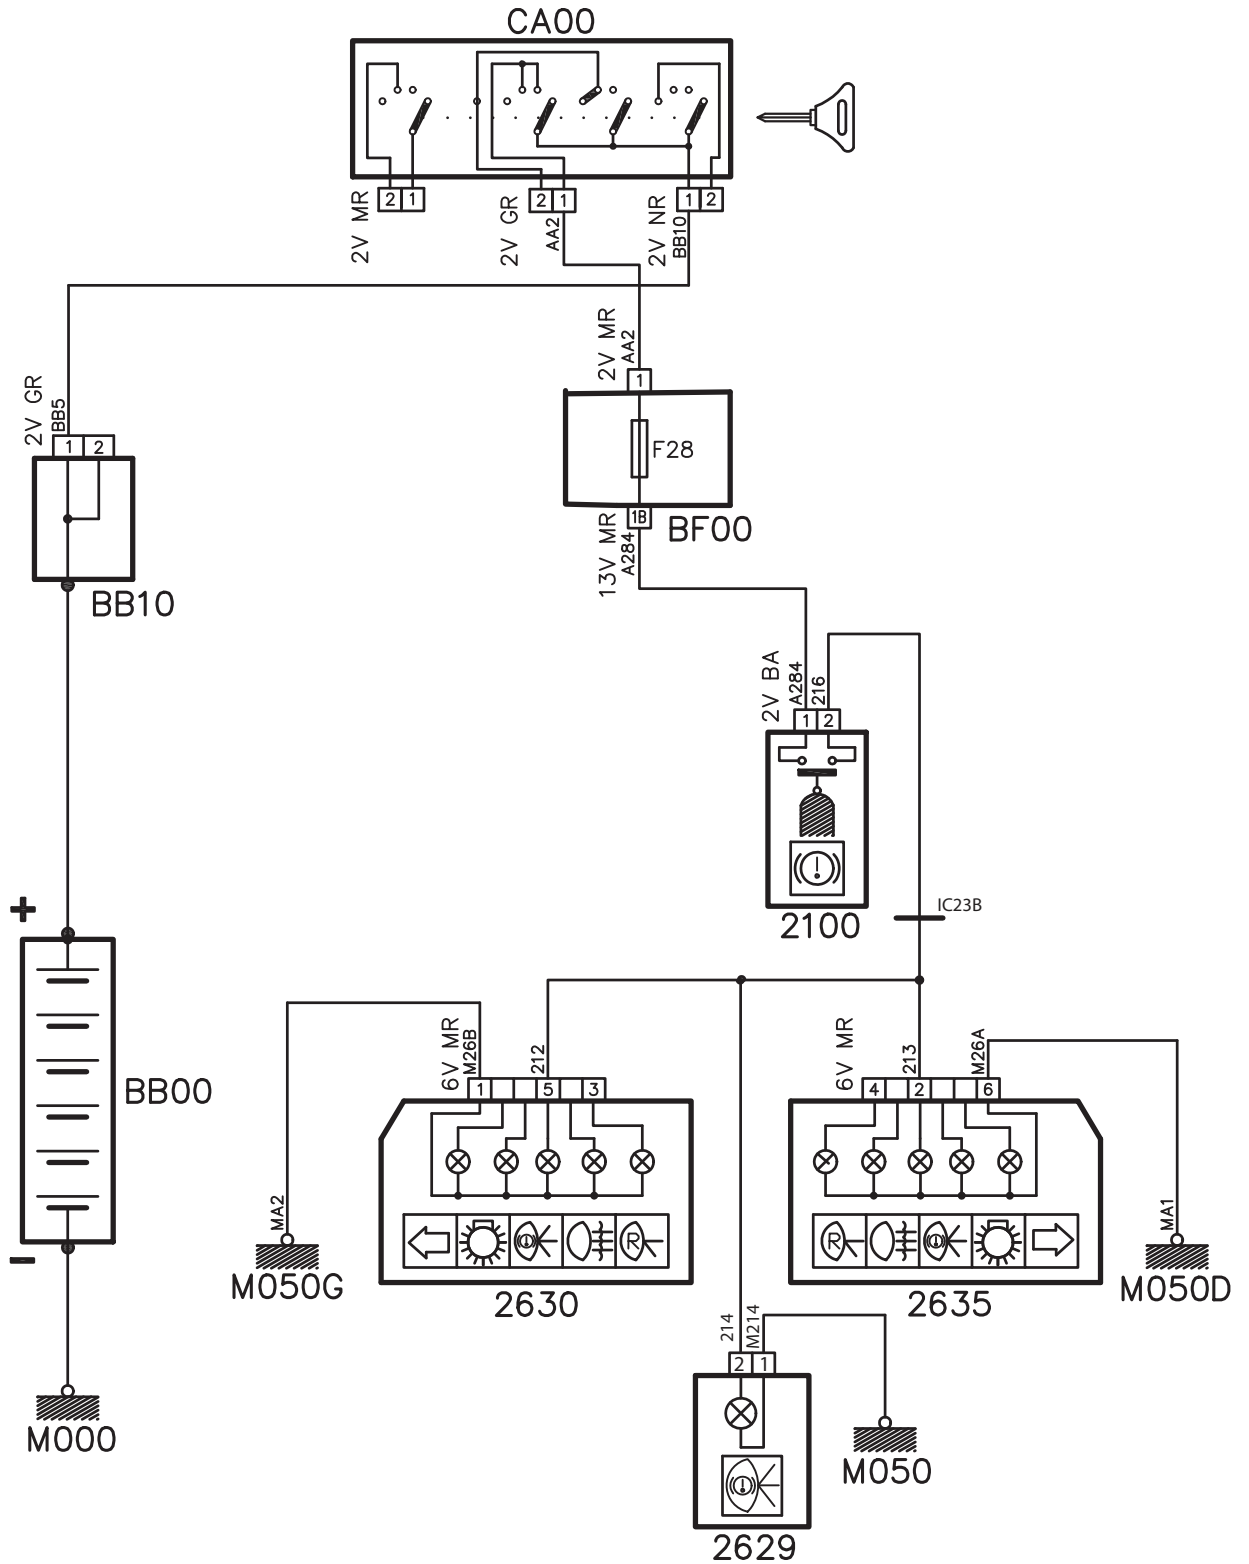 CA00
2 1
2 1
1 2
2V MR
2V GR
AA2
2V NR
BB10
2V MR
AA2
1
2V GR
BB5
1 2
F28
1B
BF00
13V MR
A284
BB10
2V BA
A284
216
1 2
2100
IC23B
+
BB00
-
M000
6V MR
M26B
212
1 5 3
6V MR
213
M26A
4 2 6
R
R
MA2
M050G
2630
2635
MA1
M050D
214
M214
2 1
M050
2629